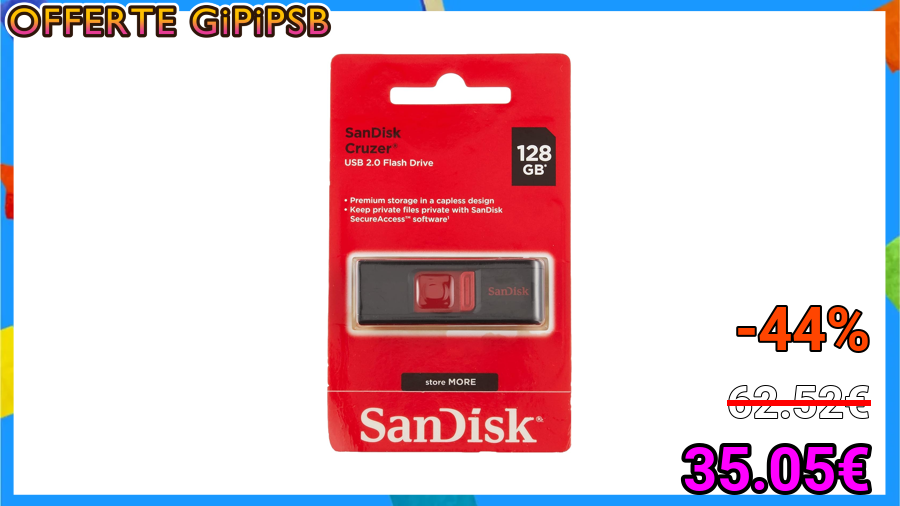 OFFERTE GiPiPSB
SanDisk
Cruzer®
USB 2.0 Flash Drive
128
GB*
• Premium storage in a capless design
• Keep private files private with SanDisk
SecureAccess™ software¹
SanDisk
store MORE
SanDisk®
-44%
62.52€
35.05€